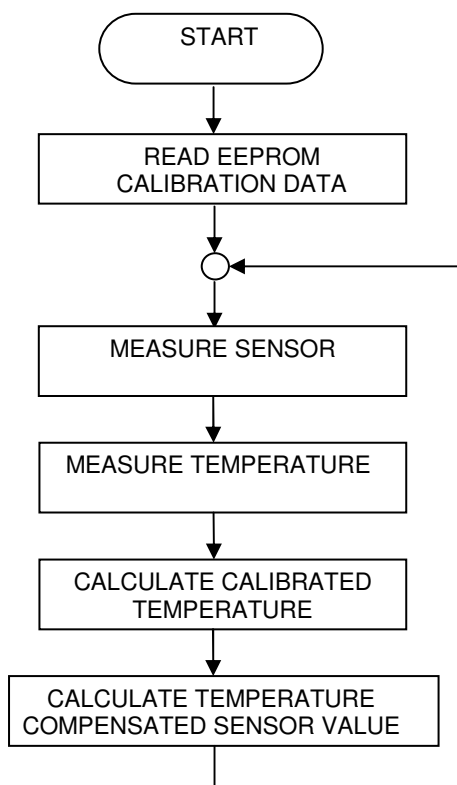 START
READ EEPROM
CALIBRATION DATA
MEASURE SENSOR
MEASURE TEMPERATURE
CALCULATE CALIBRATED
TEMPERATURE
CALCULATE TEMPERATURE
COMPENSATED SENSOR VALUE